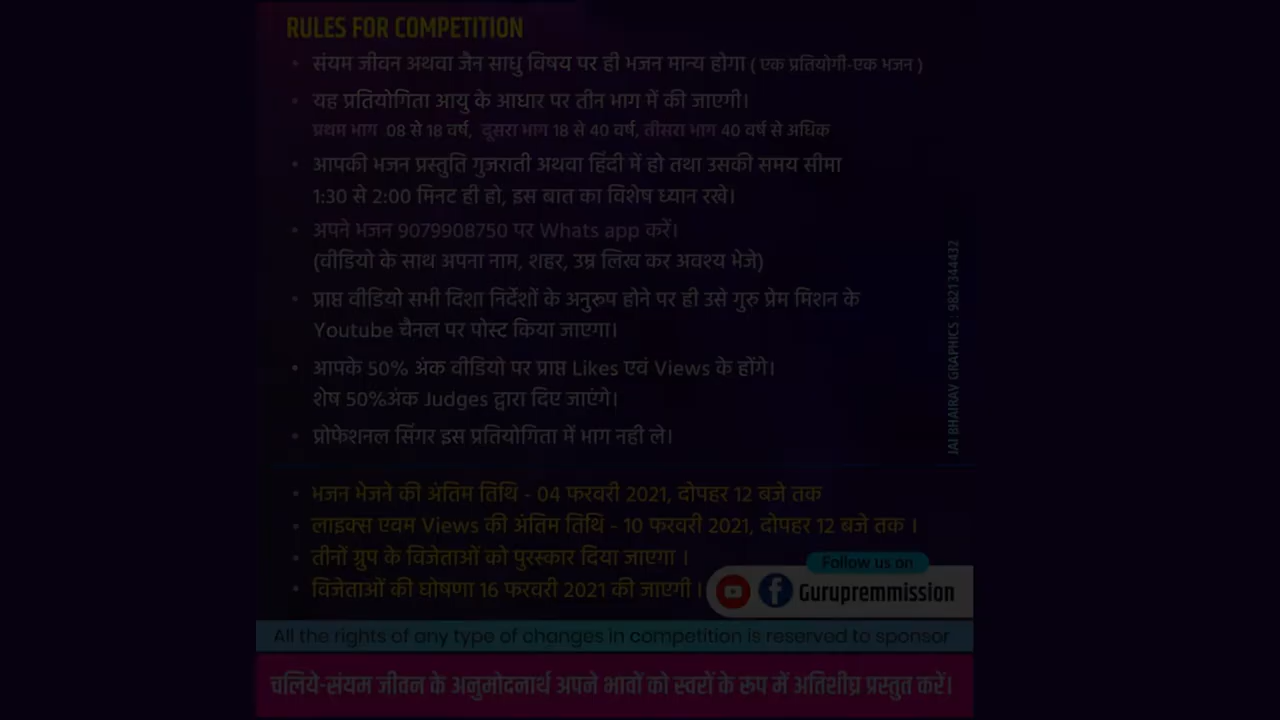 RULES FOR COMPETITION
• संयम जीवन अथवा जैन साधु विषय पर ही भजन मान्य होगा ( एक प्रतियोगी-एक भजन )
• यह प्रतियोगिता आयु के आधार पर तीन भाग में की जाएगी।
प्रथम भाग 08 से 18 वर्ष, दूसरा भाग 18 से 40 वर्ष, तीसरा भाग 40 वर्ष से अधिक
• आपकी भजन प्रस्तुति गुजराती अथवा हिंदी में हो तथा उसकी समय सीमा
1:30 से 2:00 मिनट ही हो, इस बात का विशेष ध्यान रखे।
• अपने भजन 9079908750 पर Whats app करें।
(वीडियो के साथ अपना नाम, शहर, उम्र लिख कर अवश्य भेजे)
• प्राप्त वीडियो सभी दिशा निर्देशों के अनुरूप होने पर ही उसे गुरु प्रेम मिशन के
Youtube चैनल पर पोस्ट किया जाएगा।
• आपके 50% अंक वीडियो पर प्राप्त Likes एवं Views के होंगे।
शेष 50%अंक Judges द्वारा दिए जाएंगे।
• प्रोफेशनल सिंगर इस प्रतियोगिता में भाग नही ले।
JAI BHAIRAV GRAPHICS : 9821344432
• भजन भेजने की अंतिम तिथि - 04 फरवरी 2021, दोपहर 12 बजे तक
• लाइक्स एवम Views की अंतिम तिथि - 10 फरवरी 2021, दोपहर 12 बजे तक ।
• तीनों ग्रुप के विजेताओं को पुरस्कार दिया जाएगा ।
• विजेताओं की घोषणा 16 फरवरी 2021 की जाएगी ।
Follow us on
Gurupremmission
All the rights of any type of changes in competition is reserved to sponsor
चलिये-संयम जीवन के अनुमोदनार्थ अपने भावों को स्वरों के रूप में अतिशीघ्र प्रस्तुत करें।